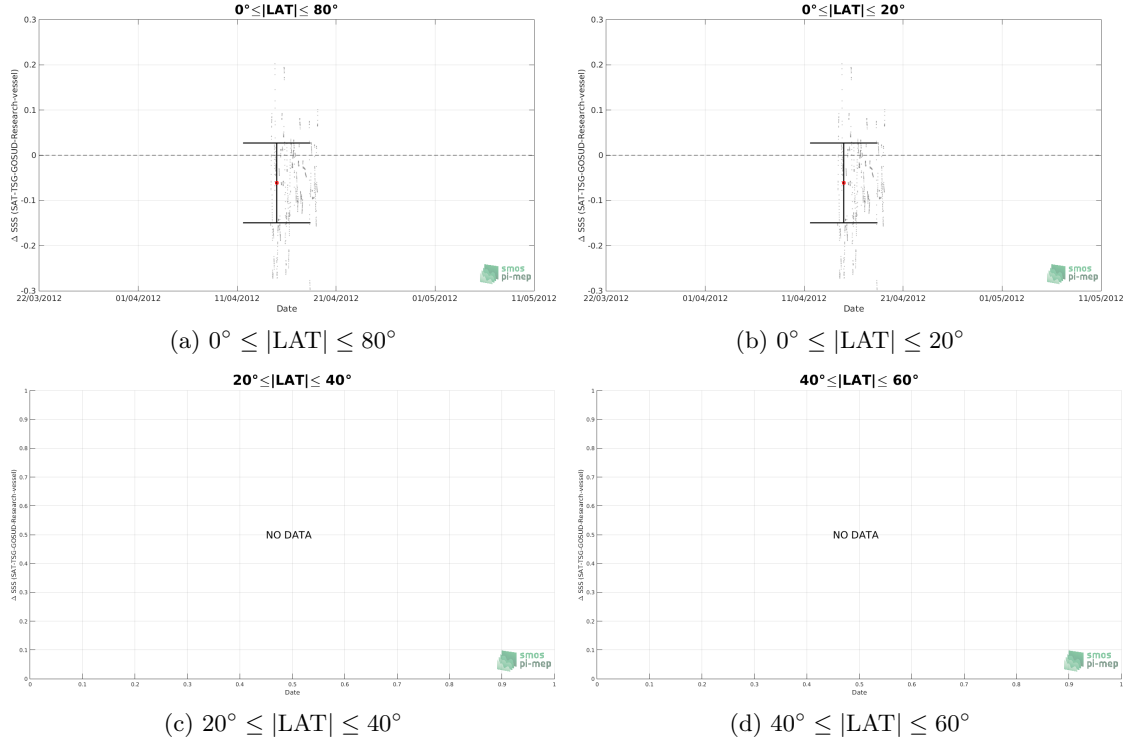 0°≤|LAT|≤ 80°
Δ SSS (SAT-TSG-GOSUD-Research-vessel)
0.3
0.2
0.1
0
-0.1
-0.2
-0.3
22/03/2012 01/04/2012 11/04/2012 21/04/2012 01/05/2012 11/05/2012
Date
smos
pi-mep
(a) 0° ≤ |LAT| ≤ 80°
0°≤|LAT|≤ 20°
Δ SSS (SAT-TSG-GOSUD-Research-vessel)
0.3
0.2
0.1
0
-0.1
-0.2
-0.3
22/03/2012 01/04/2012 11/04/2012 21/04/2012 01/05/2012 11/05/2012
Date
smos
pi-mep
(b) 0° ≤ |LAT| ≤ 20°
20°≤|LAT|≤ 40°
Δ SSS (SAT-TSG-GOSUD-Research-vessel)
1
0.9
0.8
0.7
0.6
0.5
0.4
0.3
0.2
0.1
0
NO DATA
0 0.1 0.2 0.3 0.4 0.5 0.6 0.7 0.8 0.9 1
Date
smos
pi-mep
(c) 20° ≤ |LAT| ≤ 40°
40°≤|LAT|≤ 60°
Δ SSS (SAT-TSG-GOSUD-Research-vessel)
1
0.9
0.8
0.7
0.6
0.5
0.4
0.3
0.2
0.1
0
NO DATA
0 0.1 0.2 0.3 0.4 0.5 0.6 0.7 0.8 0.9 1
Date
smos
pi-mep
(d) 40° ≤ |LAT| ≤ 60°